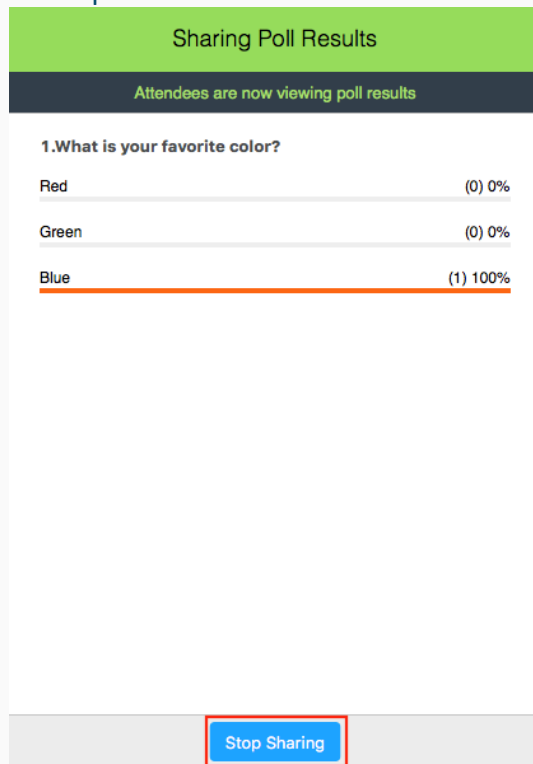 Sharing Poll Results
Attendees are now viewing poll results
1.What is your favorite color?
Red (0) 0%
Green (0) 0%
Blue (1) 100%
Stop Sharing